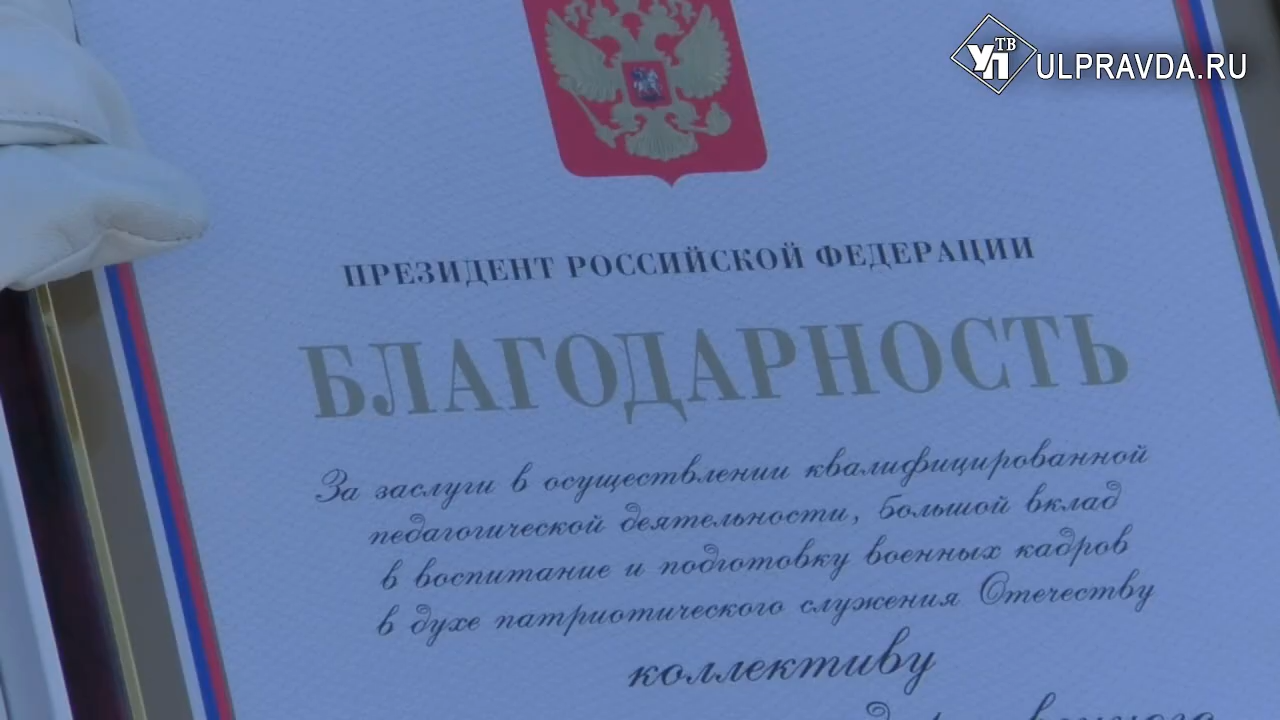 УП ТВ ULPRAVDA.RU
ПРЕЗИДЕНТ РОССИЙСКОЙ ФЕДЕРАЦИИ
БЛАГОДАРНОСТЬ
За заслуги в осуществлении квалифицированной
педагогической деятельности, большой вклад
в воспитание и подготовку военных кадров
в духе патриотического служения Отечеству
коллективу